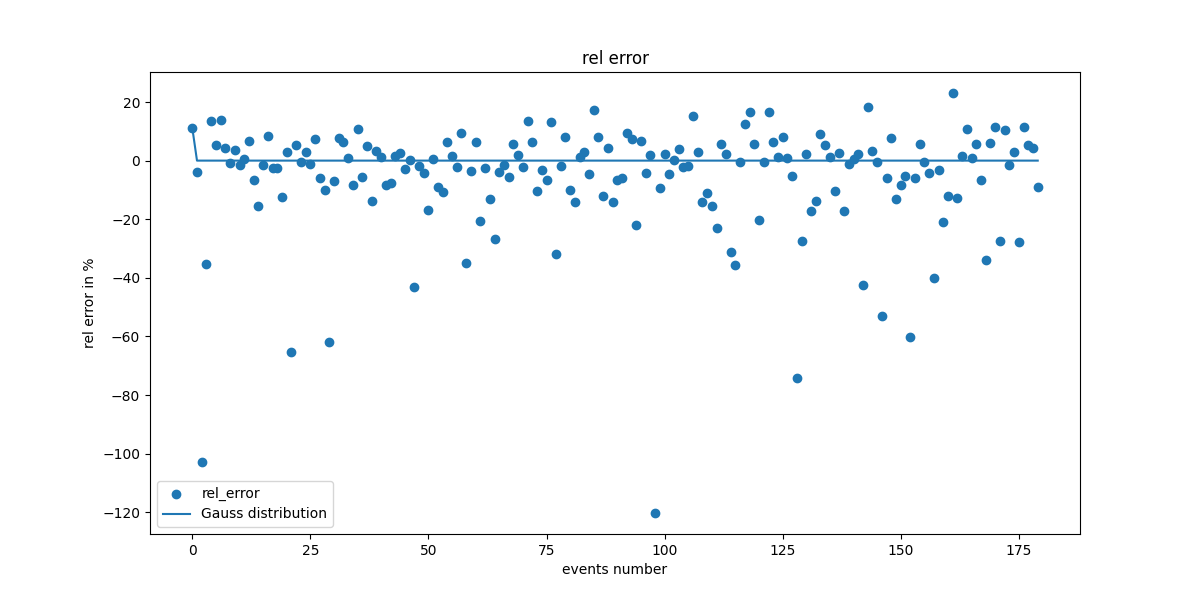 rel error
20
0
−20
−40
−60
−80
−100
−120
rel error in %
rel_error
Gauss distribution
0 25 50 75 100 125 150 175
events number